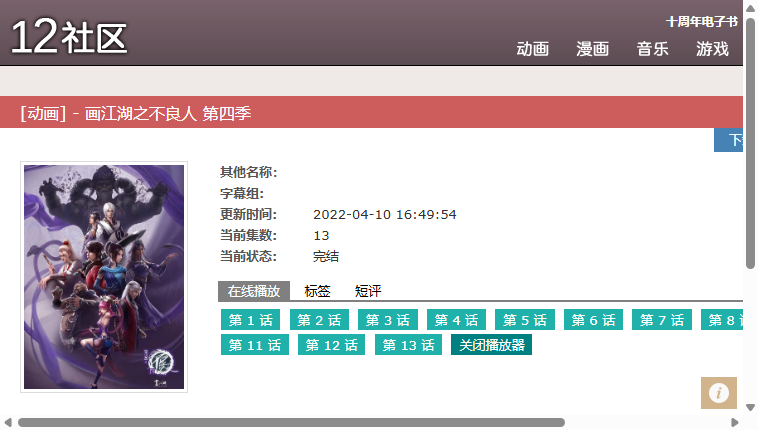 12社区
十周年电子书
动画 漫画 音乐 游戏
[动画] - 画江湖之不良人 第四季
其他名称:
字幕组:
更新时间: 2022-04-10 16:49:54
当前集数: 13
当前状态: 完结
在线播放 标签 短评
第 1 话 第 2 话 第 3 话 第 4 话 第 5 话 第 6 话 第 7 话 第 8
第 11 话 第 12 话 第 13 话 关闭播放器